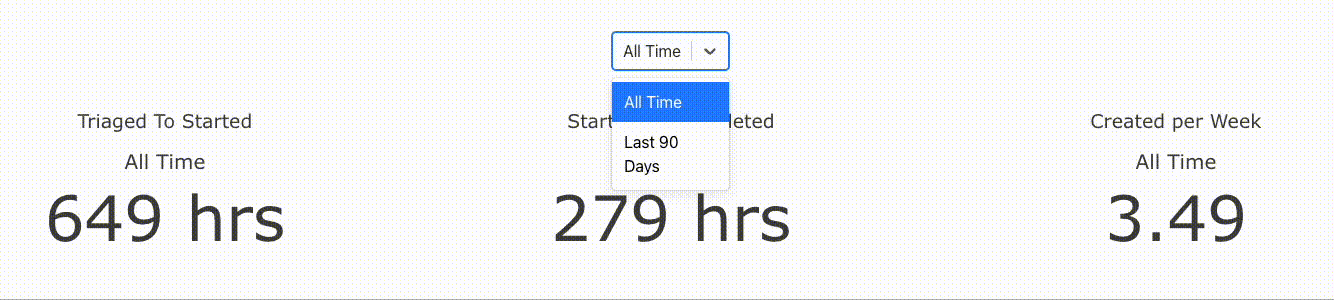 All Time
All Time
Last 90
Days
Triaged To Started
Start leted
Created per Week
All Time
All Time
649 hrs
279 hrs
3.49